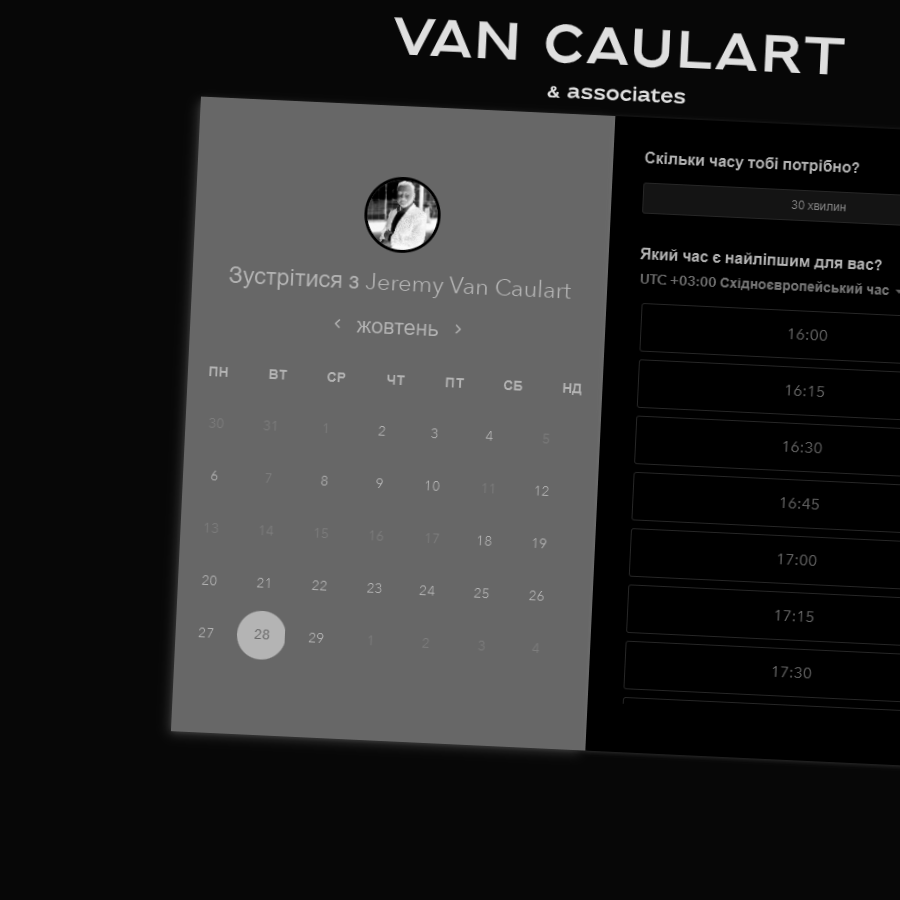 VAN CAULART
& associates
Зустрітися з Jeremy Van Caulart
жовтень
ПН ВТ СР ЧТ ПТ СБ НД
30 31 1 2 3 4 5
6 7 8 9 10 11 12
13 14 15 16 17 18 19
20 21 22 23 24 25 26
27 28 29 1 2 3 4
Скільки часу тобі потрібно?
30 хвилин
Який час є найліпшим для вас?
UTC +03:00 Східноєвропейський час
16:00
16:15
16:30
16:45
17:00
17:15
17:30